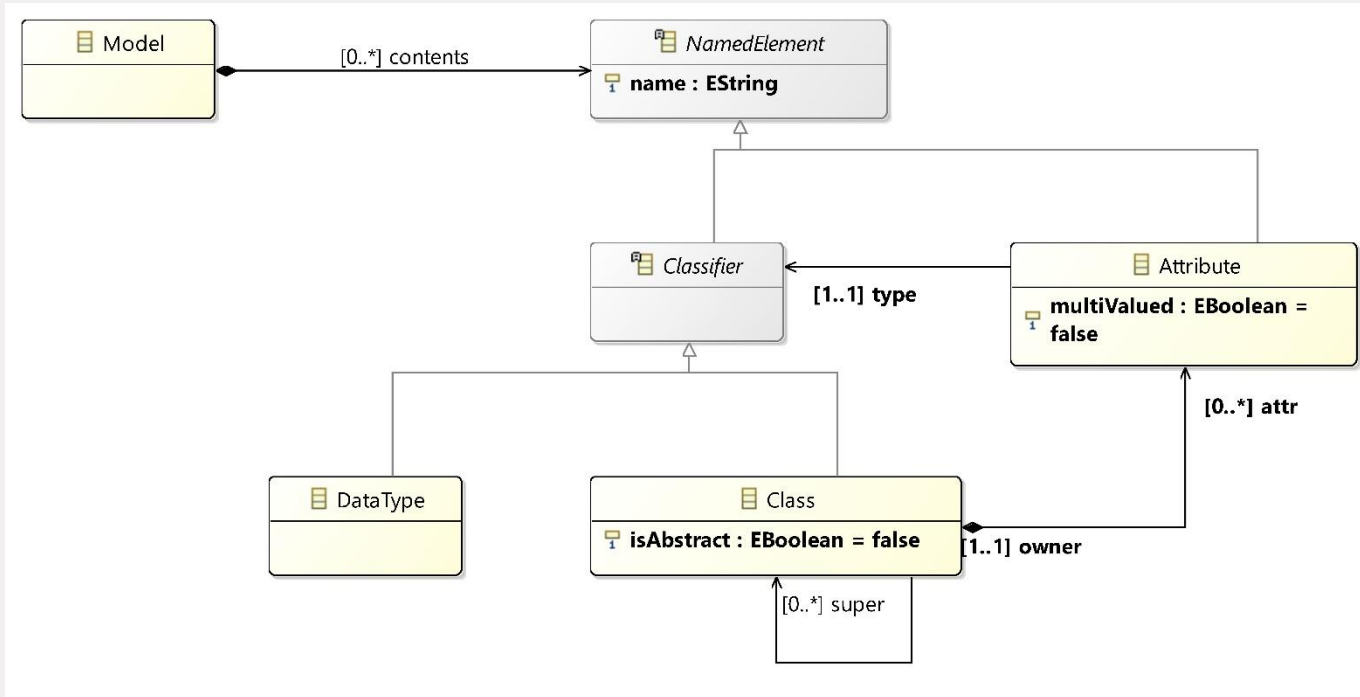 Model
[0..*] contents
NamedElement
name : EString
Classifier
[1..1] type
Attribute
multiValued : EBoolean =
false
[0..*] attr
DataType
Class
isAbstract : EBoolean = false
[1..1] owner
[0..*] super